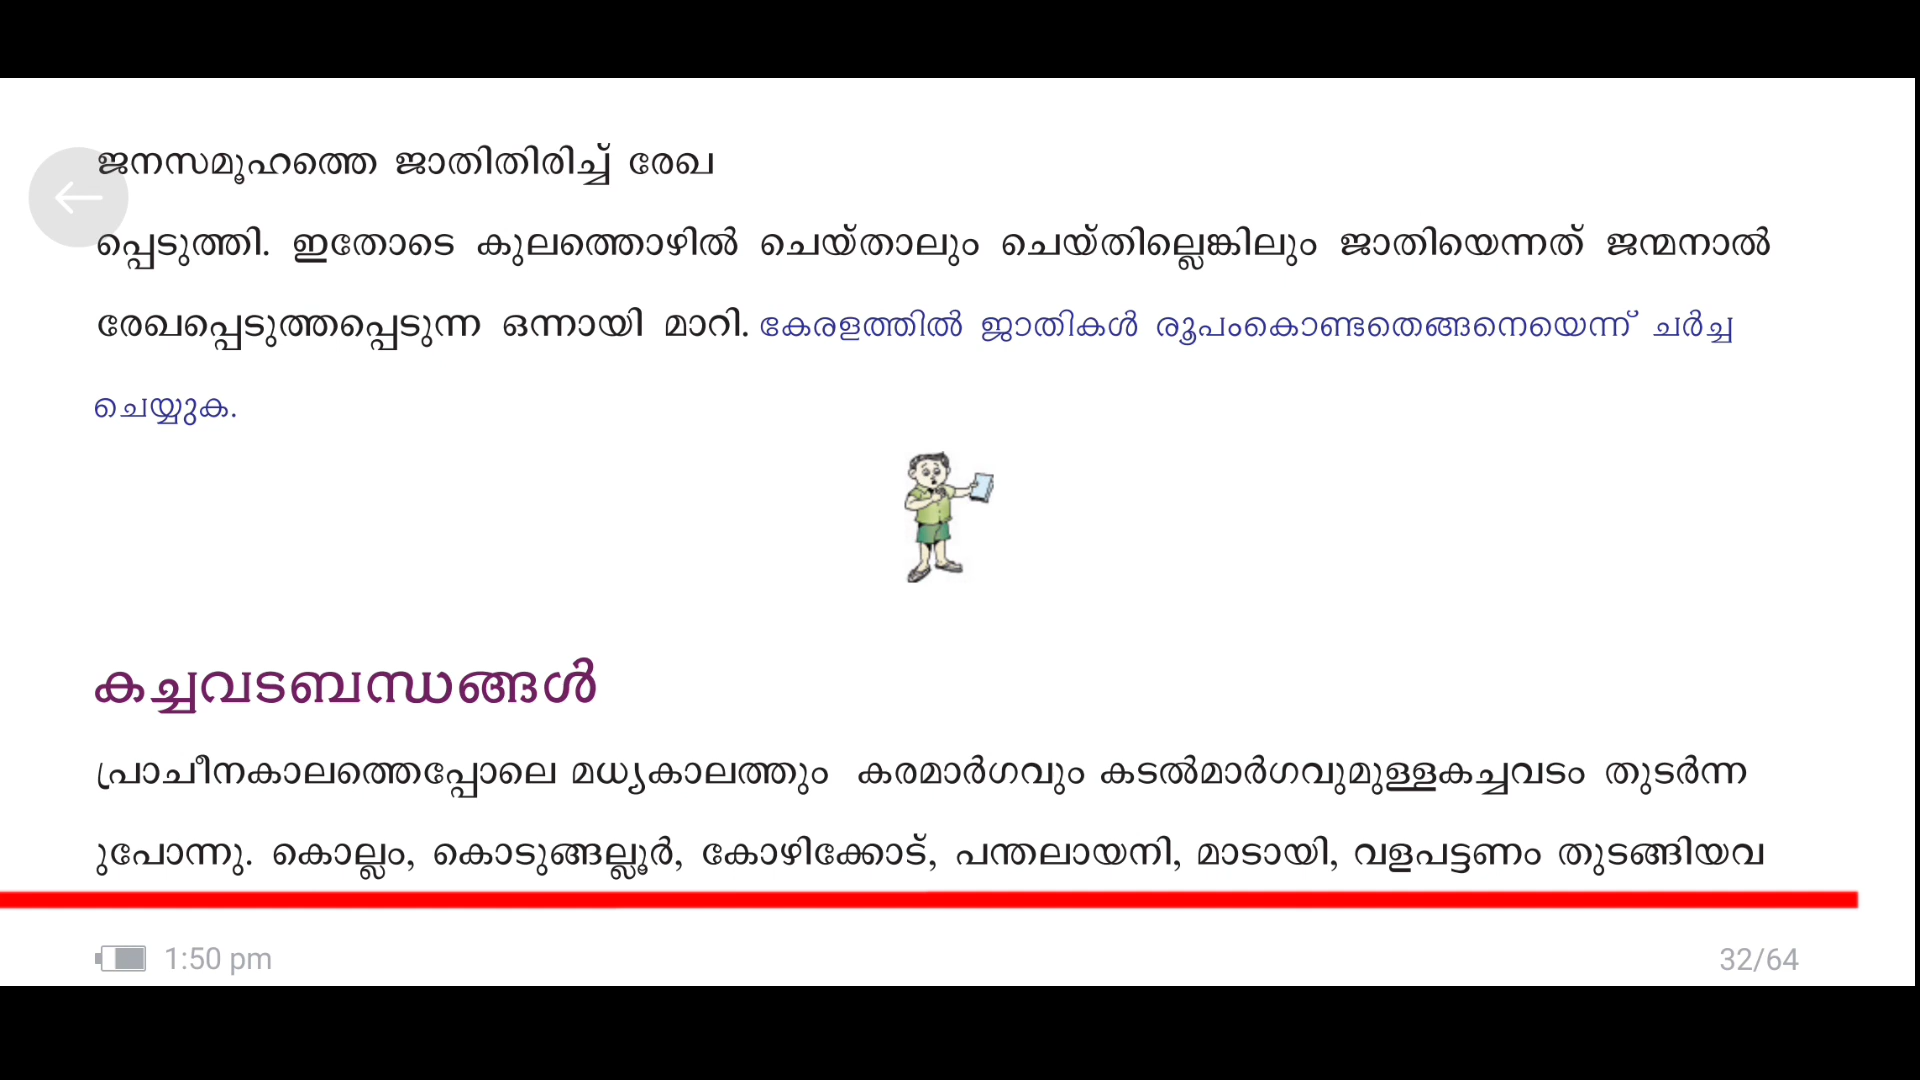 ജനസമൂഹത്തെ ജാതിതിരിച്ച് രേഖ
പ്പെടുത്തി. ഇതോടെ കുലത്തൊഴിൽ ചെയ്താലും ചെയ്തില്ലെങ്കിലും ജാതിയെന്നത് ജന്മനാൽ
രേഖപ്പെടുത്തപ്പെടുന്ന ഒന്നായി മാറി. കേരളത്തിൽ ജാതികൾ രൂപംകൊണ്ടതെങ്ങനെയെന്ന് ചർച്ച
ചെയ്യുക.
കച്ചവടബന്ധങ്ങൾ
പ്രാചീനകാലത്തെപ്പോലെ മധ്യകാലത്തും കരമാർഗവും കടൽമാർഗവുമുള്ളകച്ചവടം തുടർന്ന
ുപോന്നു. കൊല്ലം, കൊടുങ്ങല്ലൂർ, കോഴിക്കോട്, പന്തലായനി, മാടായി, വളപട്ടണം തുടങ്ങിയവ
1:50 pm
32/64